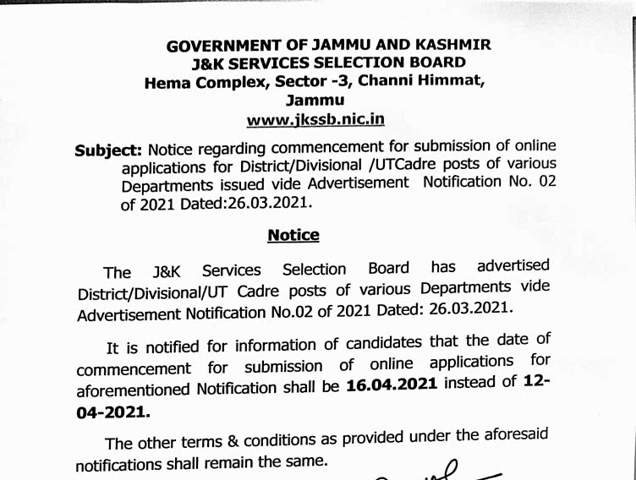 GOVERNMENT OF JAMMU AND KASHMIR
J&K SERVICES SELECTION BOARD
Hema Complex, Sector -3, Channi Himmat,
Jammu
www.jkssb.nic.in
Subject: Notice regarding commencement for submission of online
applications for District/Divisional /UTCadre posts of various
Departments issued vide Advertisement Notification No. 02
of 2021 Dated:26.03.2021.
Notice
The J&K Services Selection Board has advertised
District/Divisional/UT Cadre posts of various Departments vide
Advertisement Notification No.02 of 2021 Dated: 26.03.2021.
It is notified for information of candidates that the date of
commencement for submission of online applications for
aforementioned Notification shall be 16.04.2021 instead of 12-
04-2021.
The other terms & conditions as provided under the aforesaid
notifications shall remain the same.